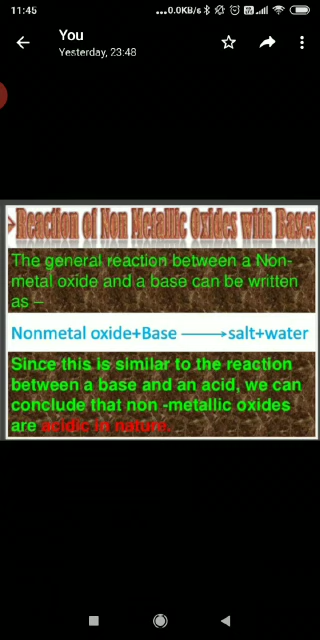 11:45
...0.0KB/s
You
Yesterday, 23:48
Reaction of Non Metallic Oxides with Bases
The general reaction between a Non-
metal oxide and a base can be written
as –
Nonmetal oxide+Base ⟶salt+water
Since this is similar to the reaction
between a base and an acid, we can
conclude that non -metallic oxides
are acidic in nature.